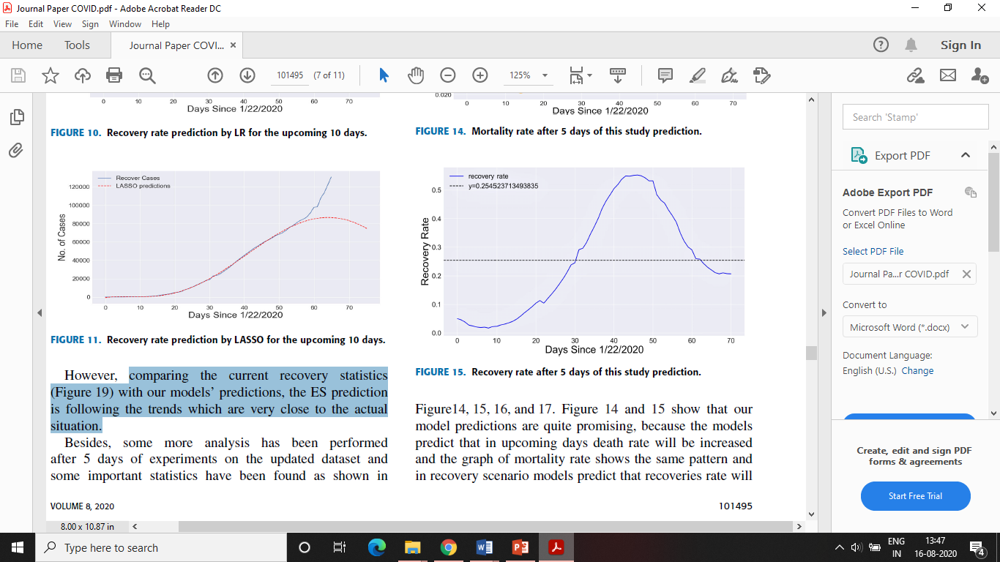 Journal Paper COVID.pdf - Adobe Acrobat Reader DC
File Edit View Sign Window Help
Home Tools Journal Paper COVI... ×
Sign In
101495 (7 of 11) 125%
0 10 20 30 40 50 60 70
Days Since 1/22/2020
FIGURE 10. Recovery rate prediction by LR for the upcoming 10 days.
Recover Cases
LASSO predictions
No. of Cases
120000
100000
80000
60000
40000
20000
0
0 10 20 30 40 50 60 70
Days Since 1/22/2020
FIGURE 11. Recovery rate prediction by LASSO for the upcoming 10 days.
However, comparing the current recovery statistics
(Figure 19) with our models' predictions, the ES prediction
is following the trends which are very close to the actual
situation.
Besides, some more analysis has been performed
after 5 days of experiments on the updated dataset and
some important statistics have been found as shown in
VOLUME 8, 2020
0.020
0 10 20 30 40 50 60 70
Days Since 1/22/2020
FIGURE 14. Mortality rate after 5 days of this study prediction.
recovery rate
y=0.254523713493835
Recovery Rate
0.5
0.4
0.3
0.2
0.1
0.0
0 10 20 30 40 50 60 70
Days Since 1/22/2020
FIGURE 15. Recovery rate after 5 days of this study prediction.
Figure14, 15, 16, and 17. Figure 14 and 15 show that our
model predictions are quite promising, because the models
predict that in upcoming days death rate will be increased
and the graph of mortality rate shows the same pattern and
in recovery scenario models predict that recoveries rate will
101495
8.00 x 10.87 in
Search 'Stamp'
Export PDF
Adobe Export PDF
Convert PDF Files to Word
or Excel Online
Select PDF File
Journal Pa...r COVID.pdf
Convert to
Microsoft Word (*.docx)
Document Language:
English (U.S.) Change
Create, edit and sign PDF
forms & agreements
Start Free Trial
Type here to search
ENG
IN
13:47
16-08-2020
4